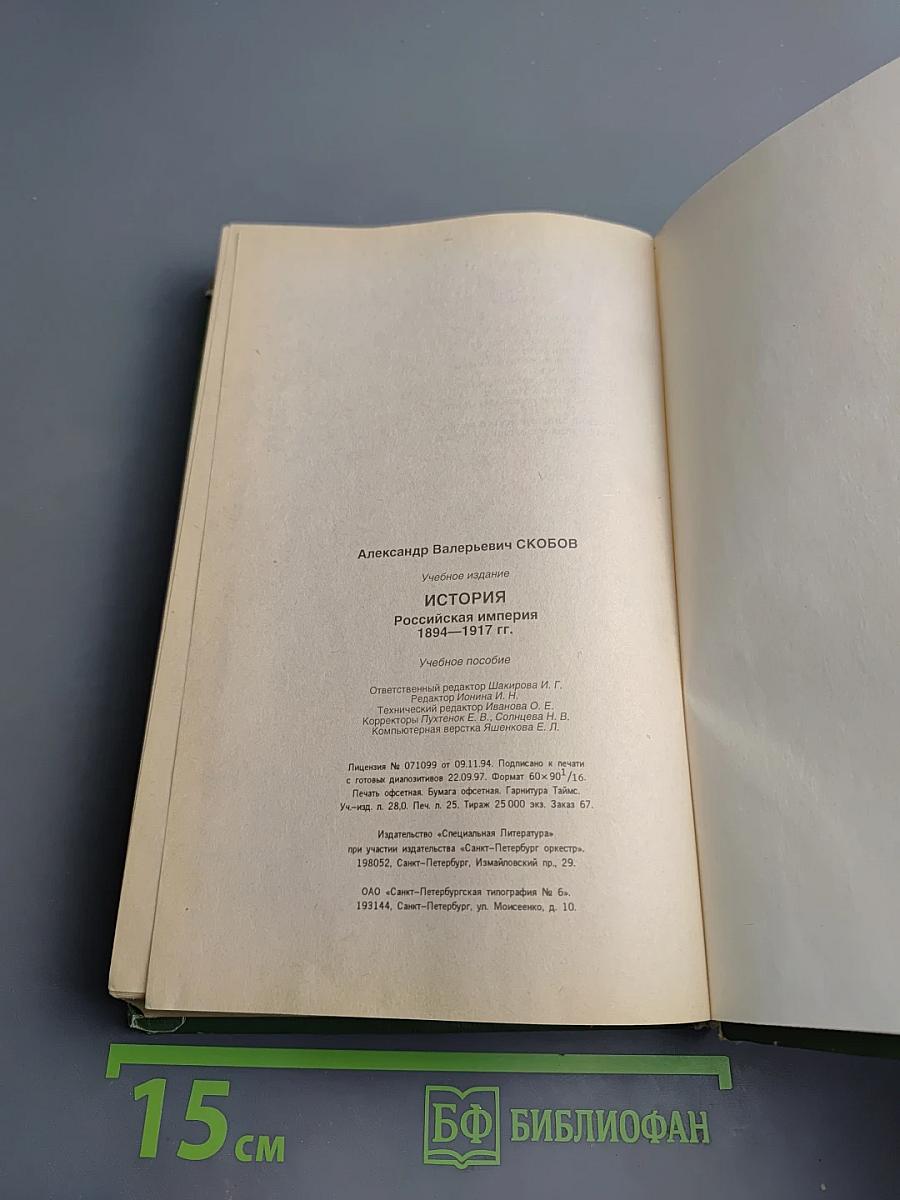 Александр Валерьевич СКОБОВ
Учебное издание
ИСТОРИЯ
Российская империя
1894—1917 гг.
Учебное пособие
Ответственный редактор Шакирова И. Г.
Редактор Ионина И. Н.
Технический редактор Иванова О. Е.
Корректоры Пухтенок Е. В., Солнцева Н. В.
Компьютерная верстка Яшенкова Е. Л.
Лицензия № 071099 от 09.11.94. Подписано к печати
с готовых диапозитивов 22.09.97. Формат 60×90¹/16.
Печать офсетная. Бумага офсетная. Гарнитура Таймс.
Уч.-изд. л. 28,0. Печ. л. 25. Тираж 25 000 экз. Заказ 67.
Издательство «Специальная Литература»
при участии издательства «Санкт-Петербург оркестр».
198052, Санкт-Петербург, Измайловский пр., 29.
ОАО «Санкт-Петербургская типография № 6».
193144, Санкт-Петербург, ул. Моисеенко, д. 10.
15 см
БФ БИБЛИОФАН